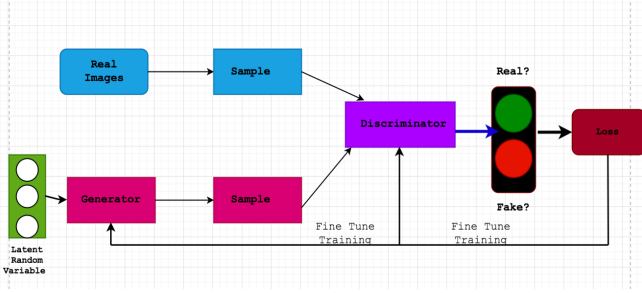 Real
Images
Sample
Real?
Discriminator
Loss
Generator
Sample
Fake?
Fine Tune
Training
Fine Tune
Training
Latent
Random
Variable